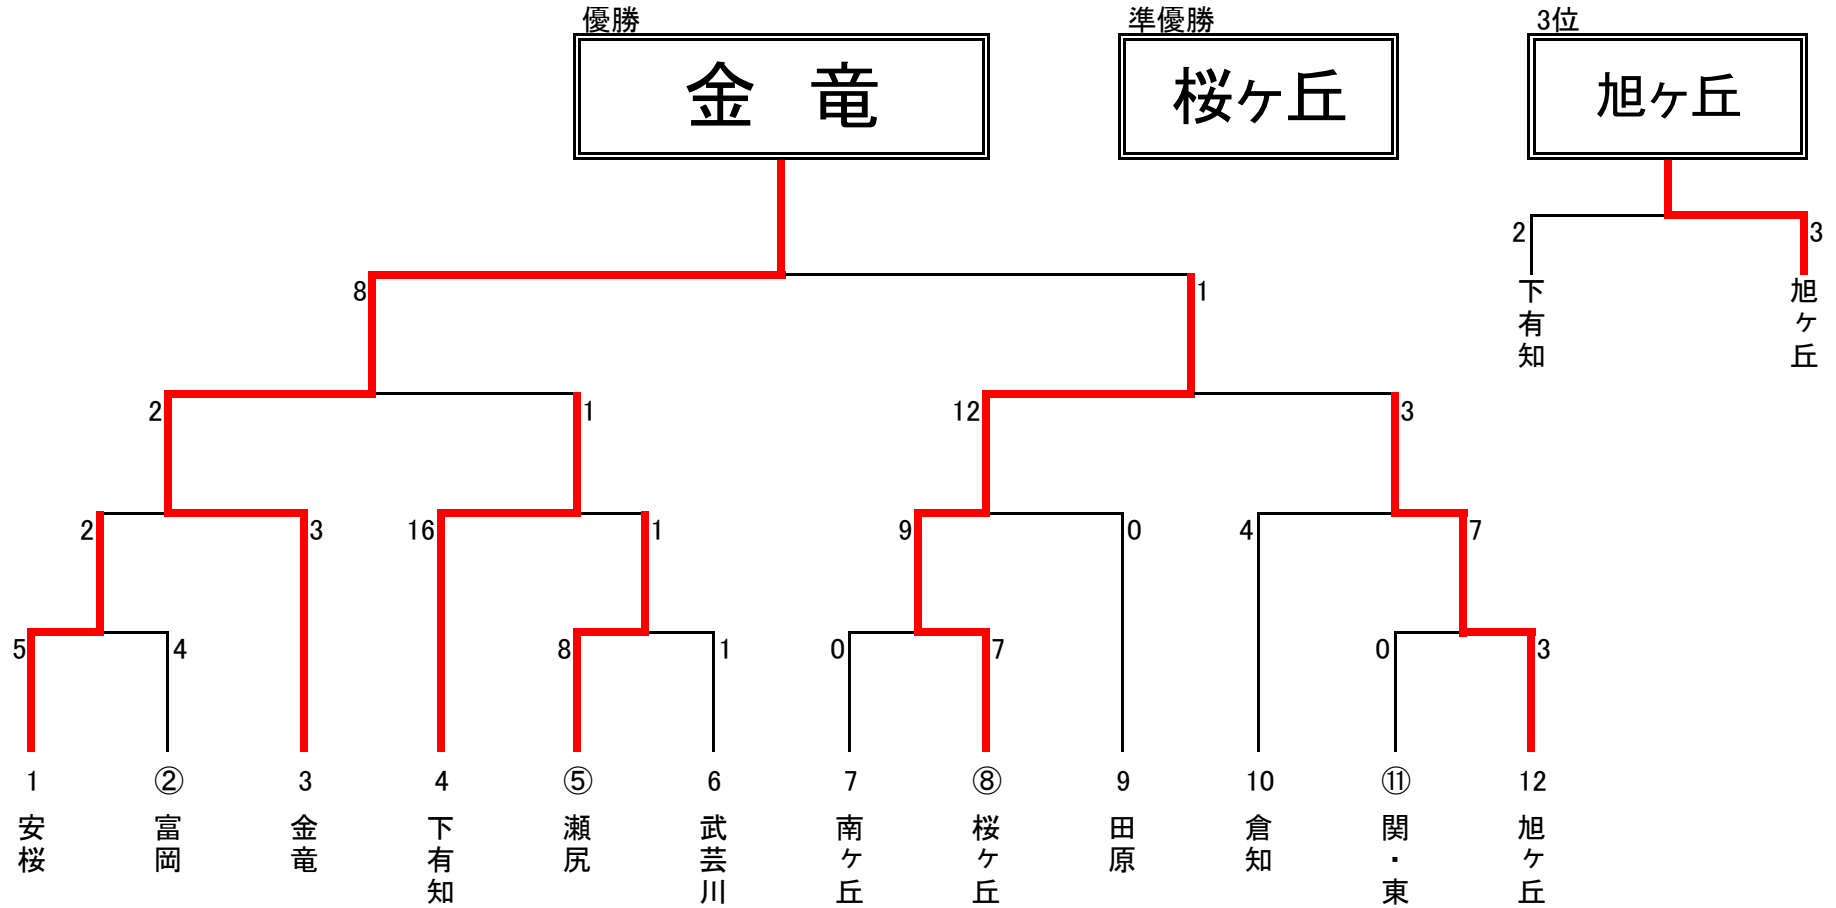 優勝
準優勝
3位
金　竜
桜ヶ丘
旭ヶ丘
2
3
下有知
旭ヶ丘
8
1
2
1
12
3
2
3
16
1
9
0
4
7
5
4
8
1
0
7
0
3
1
②
3
4
⑤
6
7
⑧
9
10
⑪
12
安桜
富岡
金竜
下有知
瀬尻
武芸川
南ヶ丘
桜ヶ丘
田原
倉知
関・東
旭ヶ丘